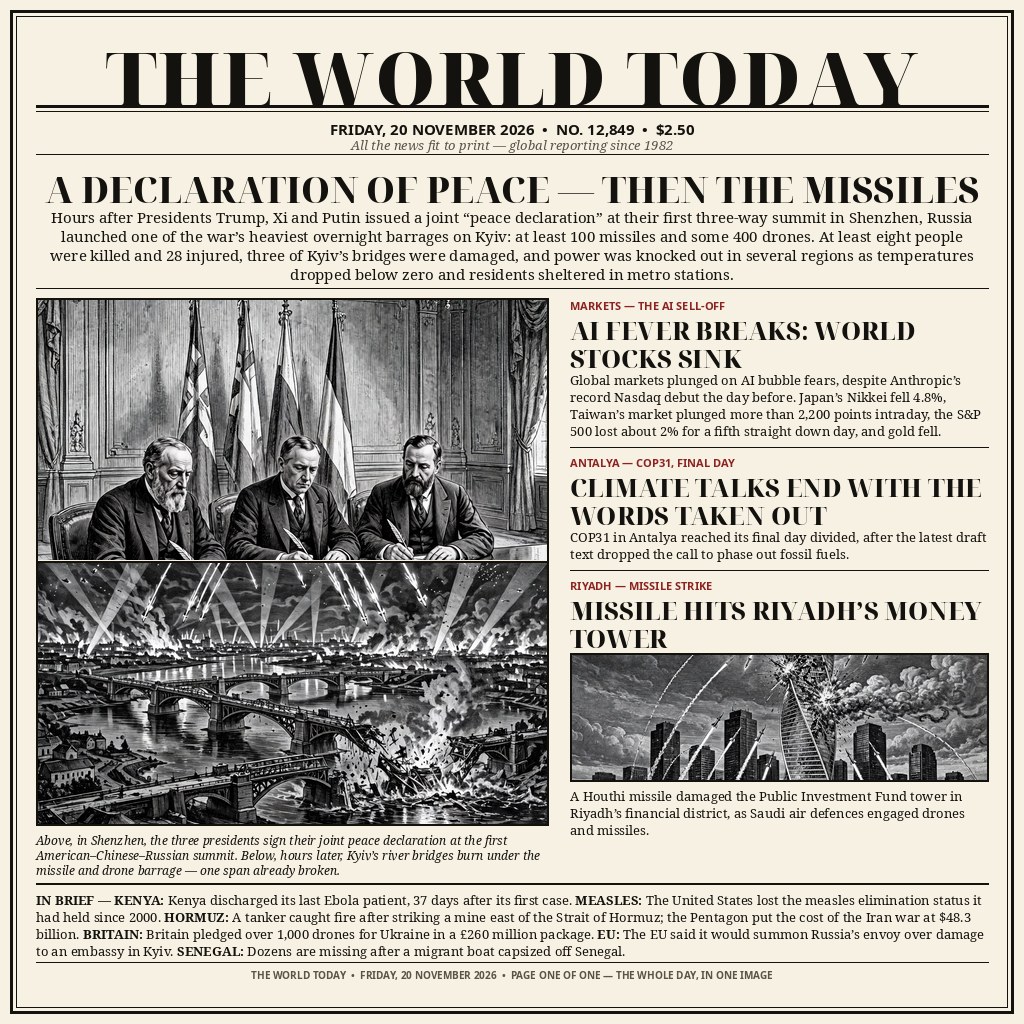 THE WORLD TODAY
FRIDAY, 20 NOVEMBER 2026 • NO. 12,849 • $2.50
All the news fit to print — global reporting since 1982
A DECLARATION OF PEACE — THEN THE MISSILES
Hours after Presidents Trump, Xi and Putin issued a joint “peace declaration” at their first three-way summit in Shenzhen, Russia
launched one of the war’s heaviest overnight barrages on Kyiv: at least 100 missiles and some 400 drones. At least eight people
were killed and 28 injured, three of Kyiv’s bridges were damaged, and power was knocked out in several regions as temperatures
dropped below zero and residents sheltered in metro stations.
Above, in Shenzhen, the three presidents sign their joint peace declaration at the first
American–Chinese–Russian summit. Below, hours later, Kyiv’s river bridges burn under the
missile and drone barrage — one span already broken.
MARKETS — THE AI SELL-OFF
AI FEVER BREAKS: WORLD
STOCKS SINK
Global markets plunged on AI bubble fears, despite Anthropic’s
record Nasdaq debut the day before. Japan’s Nikkei fell 4.8%,
Taiwan’s market plunged more than 2,200 points intraday, the S&P
500 lost about 2% for a fifth straight down day, and gold fell.
ANTALYA — COP31, FINAL DAY
CLIMATE TALKS END WITH THE
WORDS TAKEN OUT
COP31 in Antalya reached its final day divided, after the latest draft
text dropped the call to phase out fossil fuels.
RIYADH — MISSILE STRIKE
MISSILE HITS RIYADH’S MONEY
TOWER
A Houthi missile damaged the Public Investment Fund tower in
Riyadh’s financial district, as Saudi air defences engaged drones
and missiles.
IN BRIEF — KENYA: Kenya discharged its last Ebola patient, 37 days after its first case. MEASLES: The United States lost the measles elimination status it
had held since 2000. HORMUZ: A tanker caught fire after striking a mine east of the Strait of Hormuz; the Pentagon put the cost of the Iran war at $48.3
billion. BRITAIN: Britain pledged over 1,000 drones for Ukraine in a £260 million package. EU: The EU said it would summon Russia’s envoy over damage
to an embassy in Kyiv. SENEGAL: Dozens are missing after a migrant boat capsized off Senegal.
THE WORLD TODAY • FRIDAY, 20 NOVEMBER 2026 • PAGE ONE OF ONE — THE WHOLE DAY, IN ONE IMAGE